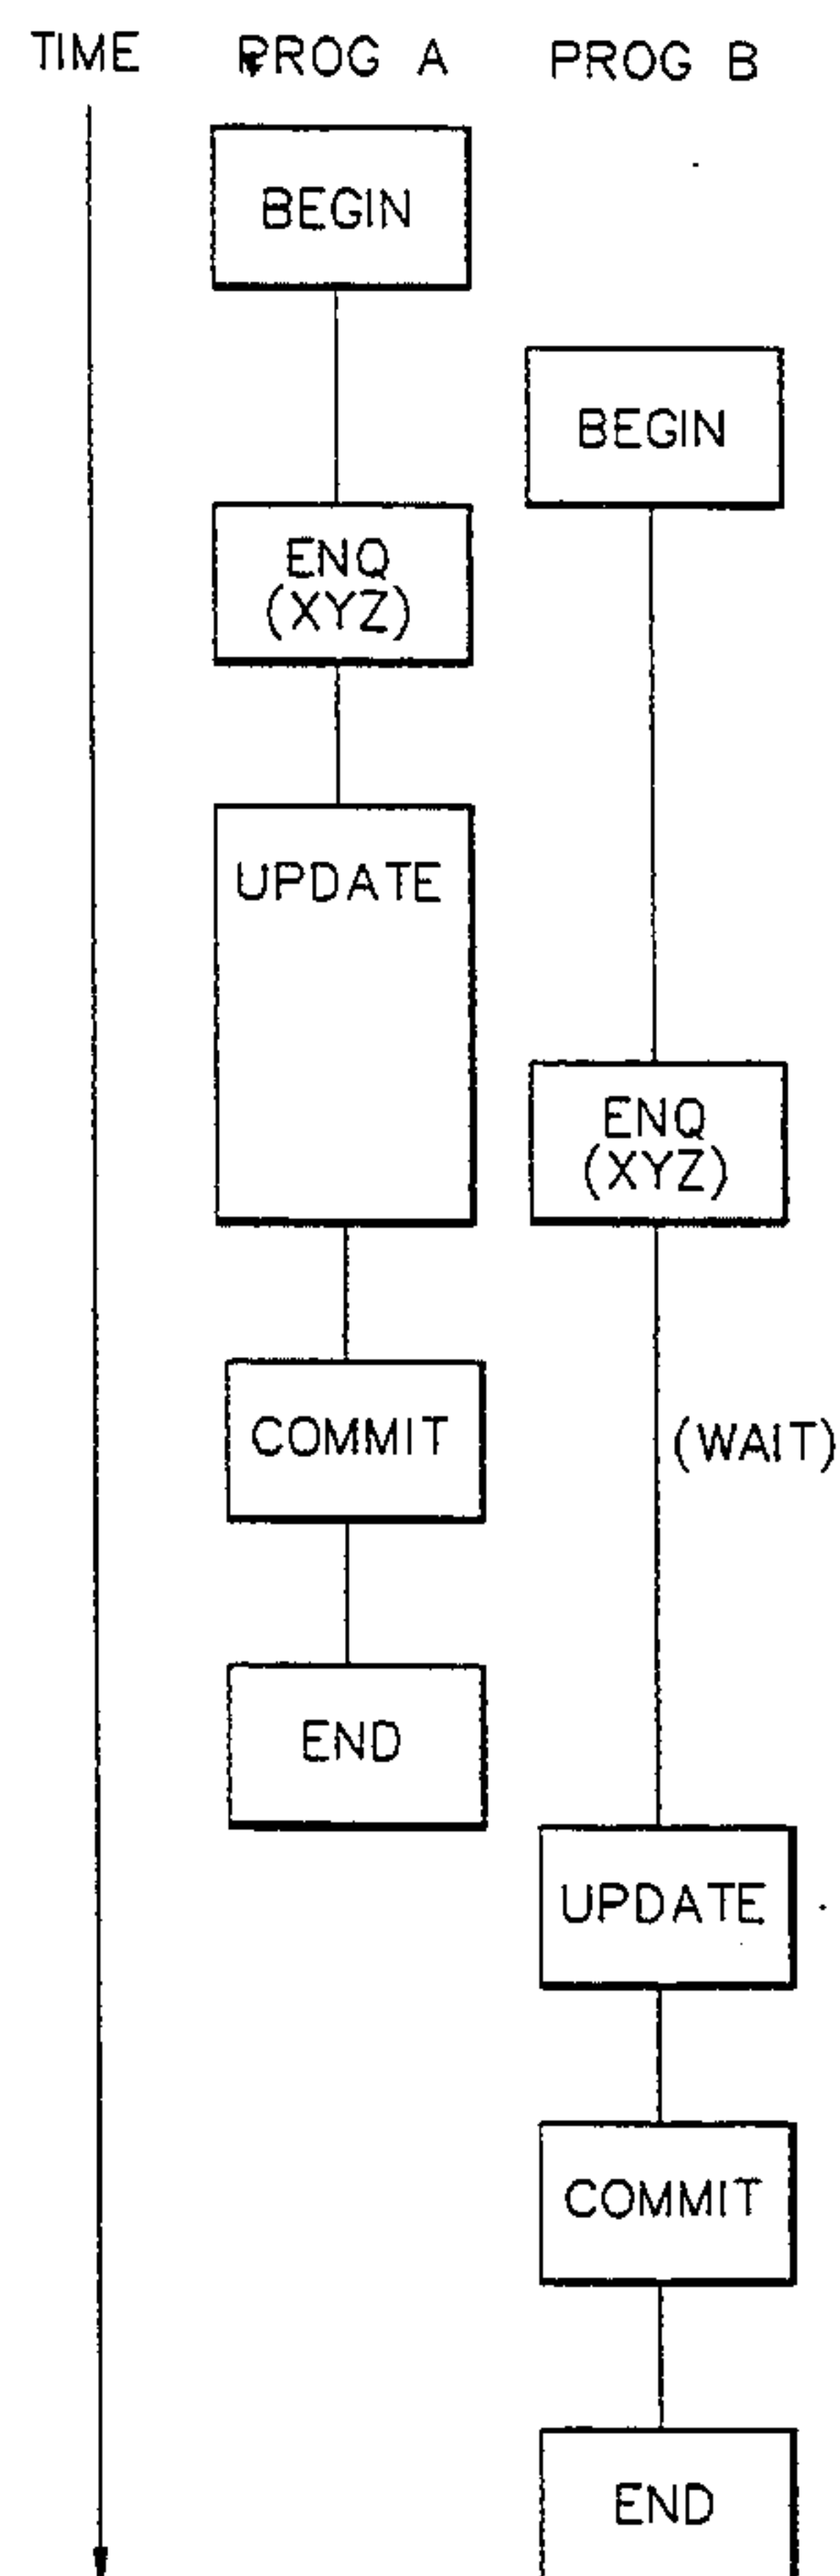 TIME PROG A PROG B
BEGIN
BEGIN
ENQ
(XYZ)
UPDATE
ENQ
(XYZ)
COMMIT
(WAIT)
END
UPDATE
COMMIT
END